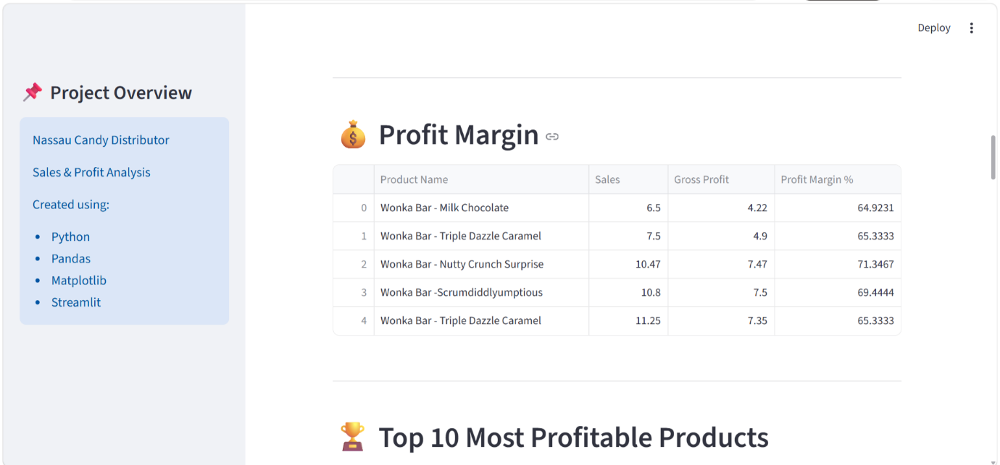 Deploy
Project Overview
Nassau Candy Distributor
Sales & Profit Analysis
Created using:
Python
Pandas
Matplotlib
Streamlit
Profit Margin
Product Name Sales Gross Profit Profit Margin %
0 Wonka Bar - Milk Chocolate 6.5 4.22 64.9231
1 Wonka Bar - Triple Dazzle Caramel 7.5 4.9 65.3333
2 Wonka Bar - Nutty Crunch Surprise 10.47 7.47 71.3467
3 Wonka Bar -Scrumdiddlyumptious 10.8 7.5 69.4444
4 Wonka Bar - Triple Dazzle Caramel 11.25 7.35 65.3333
Top 10 Most Profitable Products